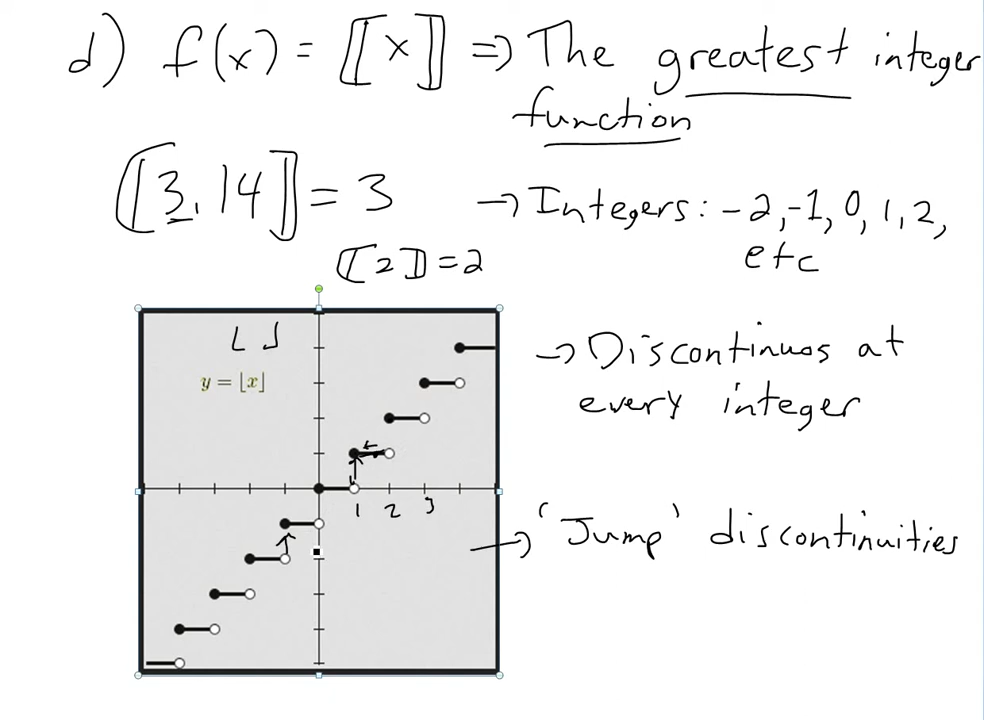 d) f(x) = ⟦x⟧ ⇒ The greatest integer
function
⟦3.14⟧ = 3
→ Integers: -2, -1, 0, 1, 2,
etc
⟦2⟧ = 2
⌊ ⌋
y = ⌊x⌋
1 2 3
→ Discontinuos at
every integer
→ 'Jump' discontinuities